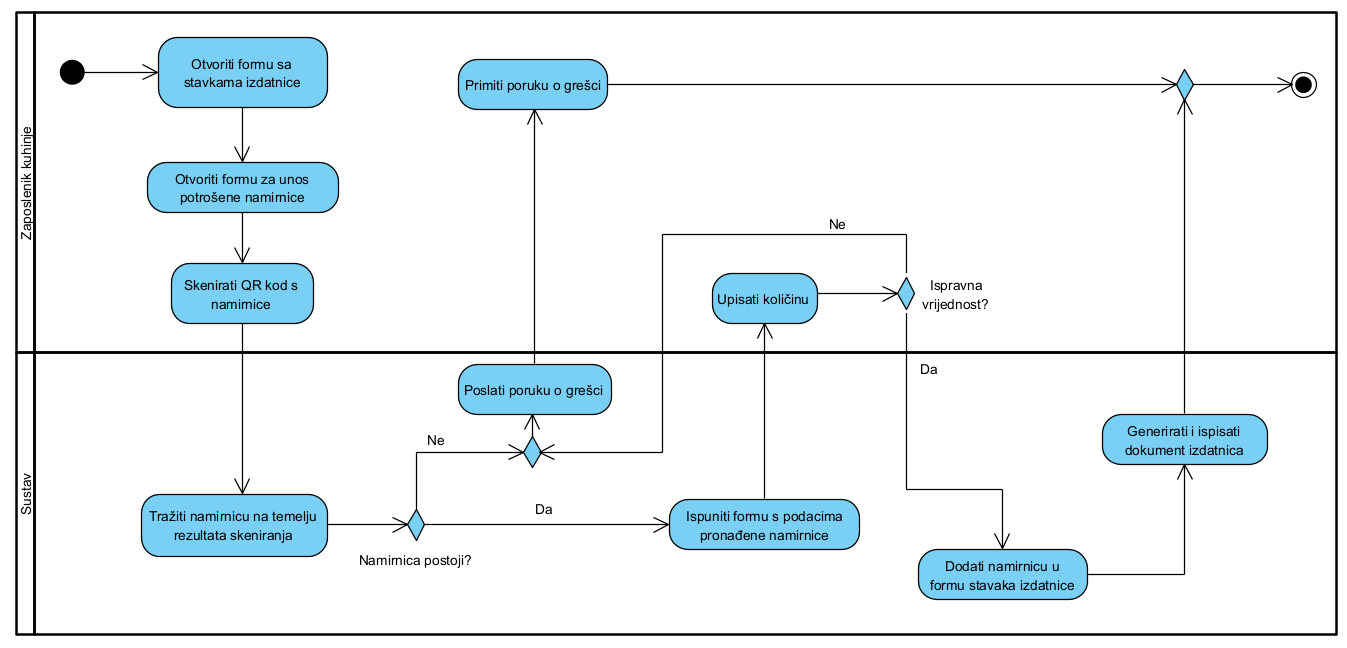 Zaposlenik kuhinje
Otvoriti formu sa
stavkama izdatnice
Otvoriti formu za unos
potrošene namirnice
Skenirati QR kod s
namirnice
Primiti poruku o grešci
Ne
Upisati količinu
Ispravna
vrijednost?
Sustav
Da
Poslati poruku o grešci
Ne
Generirati i ispisati
dokument izdatnica
Tražiti namirnicu na temelju
rezultata skeniranja
Namirnica postoji?
Da
Ispuniti formu s podacima
pronađene namirnice
Dodati namirnicu u
formu stavaka izdatnice